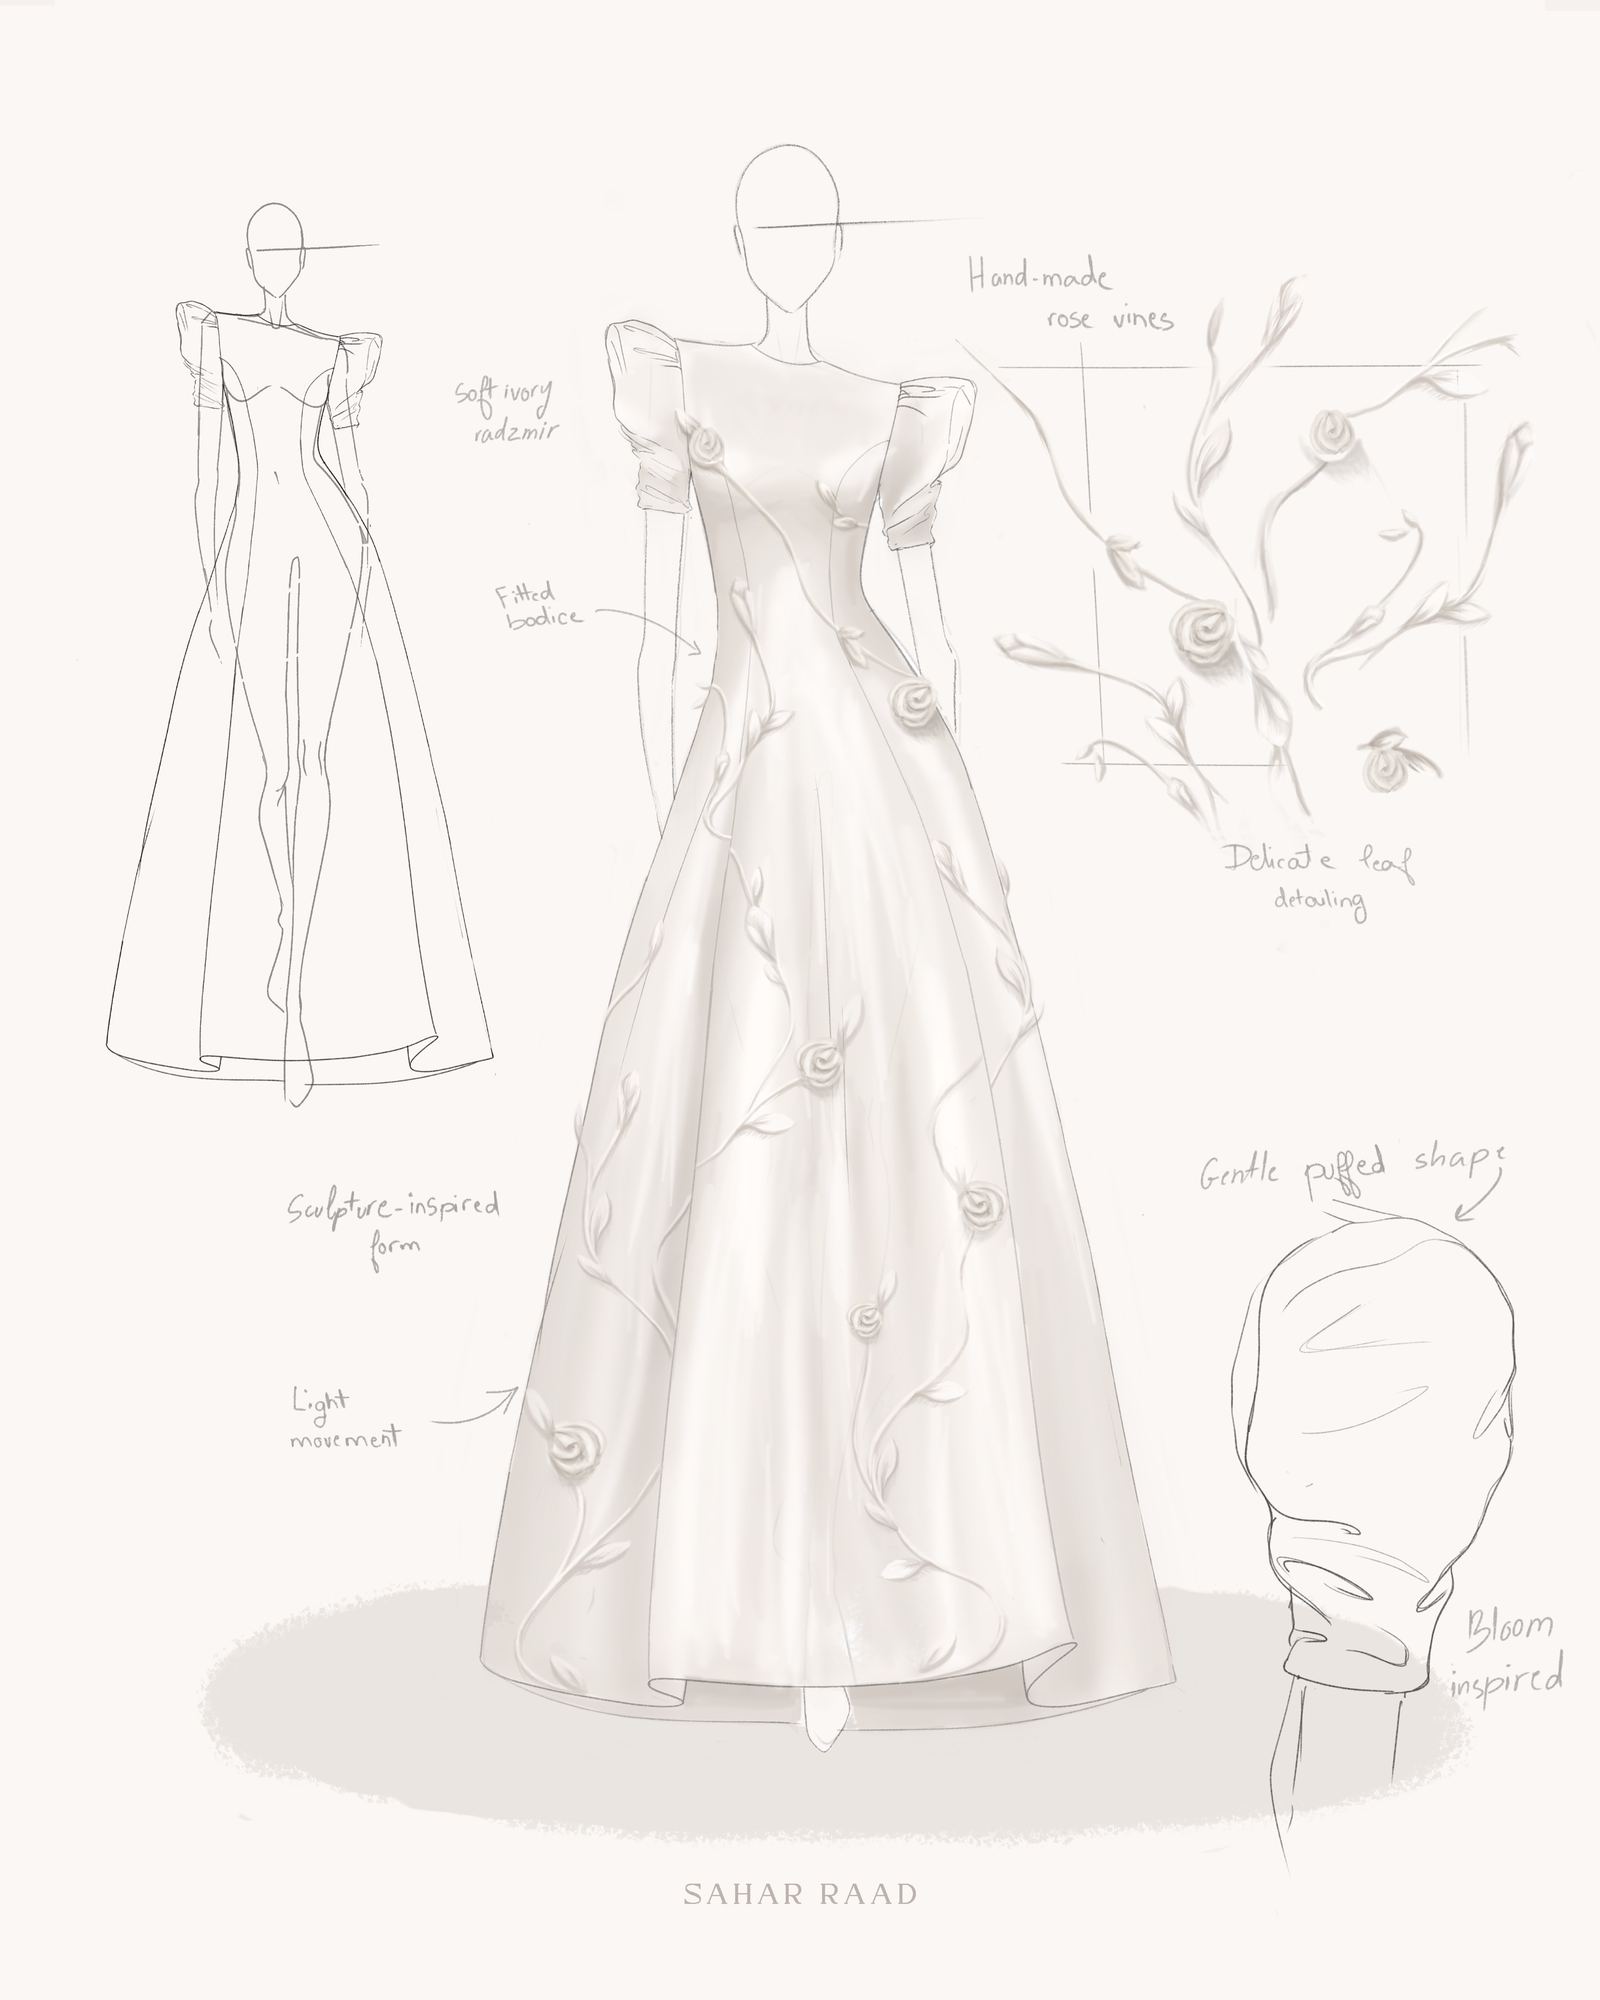 Hand-made
rose vines
Soft ivory
radzmir
Fitted
bodice
Delicate leaf
detailing
Sculpture-inspired
form
Gentle puffed shape
Light
movement
Bloom
inspired
SAHAR RAAD